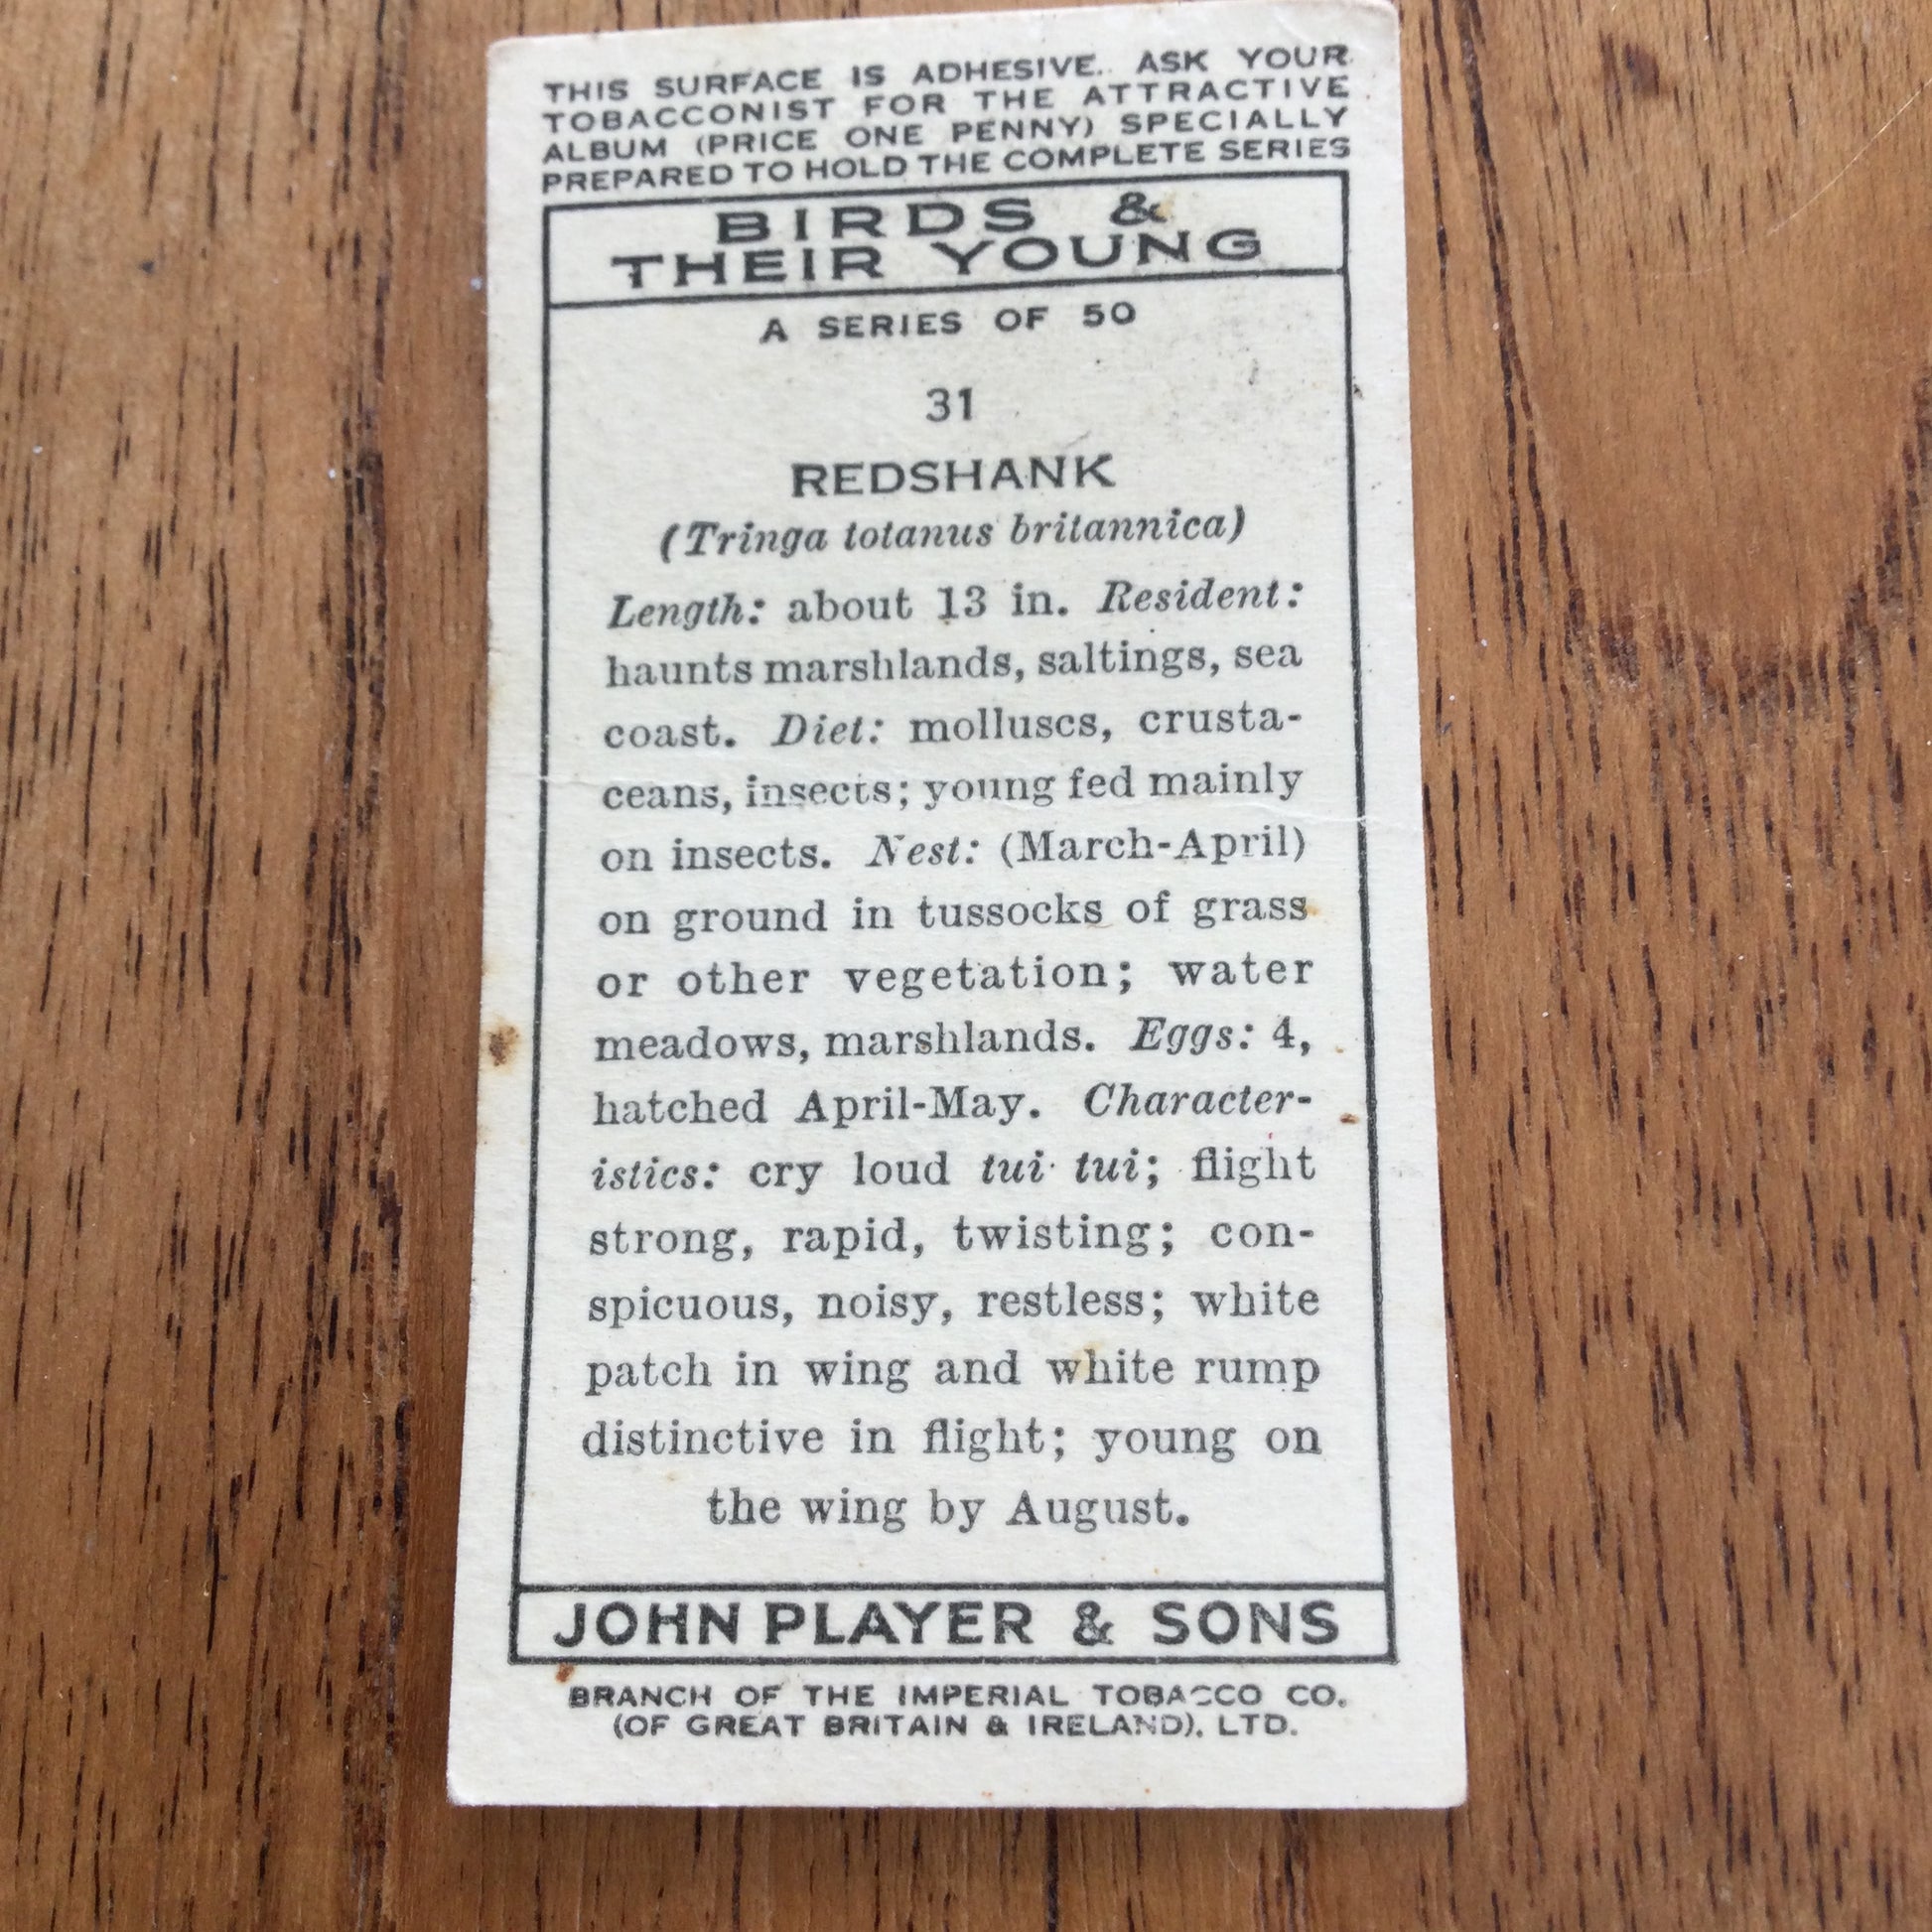 THIS SURFACE IS ADHESIVE. ASK YOUR
TOBACCONIST FOR THE ATTRACTIVE
ALBUM (PRICE ONE PENNY) SPECIALLY
PREPARED TO HOLD THE COMPLETE SERIES
BIRDS &
THEIR YOUNG
A SERIES OF 50
31
REDSHANK
(Tringa totanus britannica)
Length: about 13 in. Resident:
haunts marshlands, saltings, sea
coast. Diet: molluscs, crusta-
ceans, insects; young fed mainly
on insects. Nest: (March-April)
on ground in tussocks of grass
or other vegetation; water
meadows, marshlands. Eggs: 4,
hatched April-May. Character-
istics: cry loud tui tui; flight
strong, rapid, twisting; con-
spicuous, noisy, restless; white
patch in wing and white rump
distinctive in flight; young on
the wing by August.
JOHN PLAYER & SONS
BRANCH OF THE IMPERIAL TOBACCO CO.
(OF GREAT BRITAIN & IRELAND), LTD.